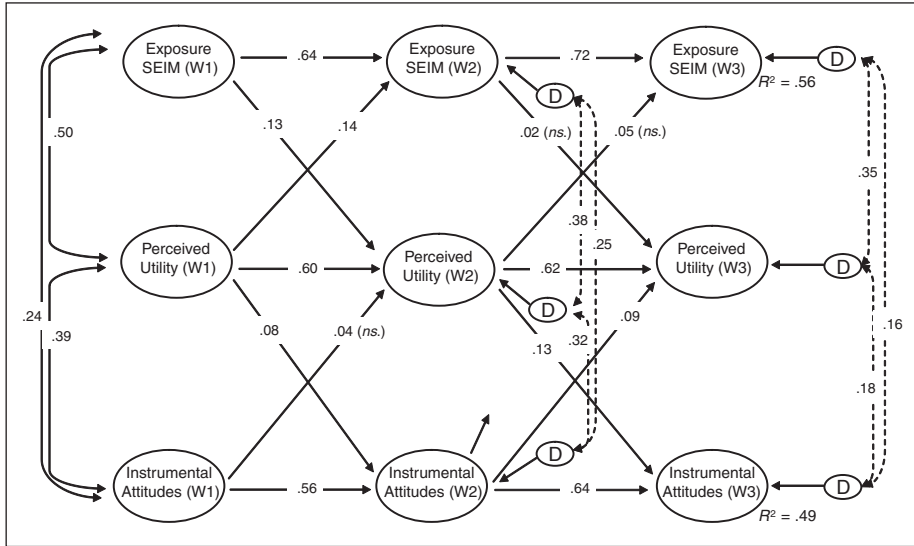 Exposure
SEIM (W1)
.64
Exposure
SEIM (W2)
.72
Exposure
SEIM (W3)
D
R² = .56
D
.50
.13
.14
.02 (ns.)
.05 (ns.)
.35
.38
.25
Perceived
Utility (W1)
.60
Perceived
Utility (W2)
.62
Perceived
Utility (W3)
D
D
.24
.39
.08
.04 (ns.)
.32
.09
.13
.16
.18
D
Instrumental
Attitudes (W1)
.56
Instrumental
Attitudes (W2)
.64
Instrumental
Attitudes (W3)
D
R² = .49